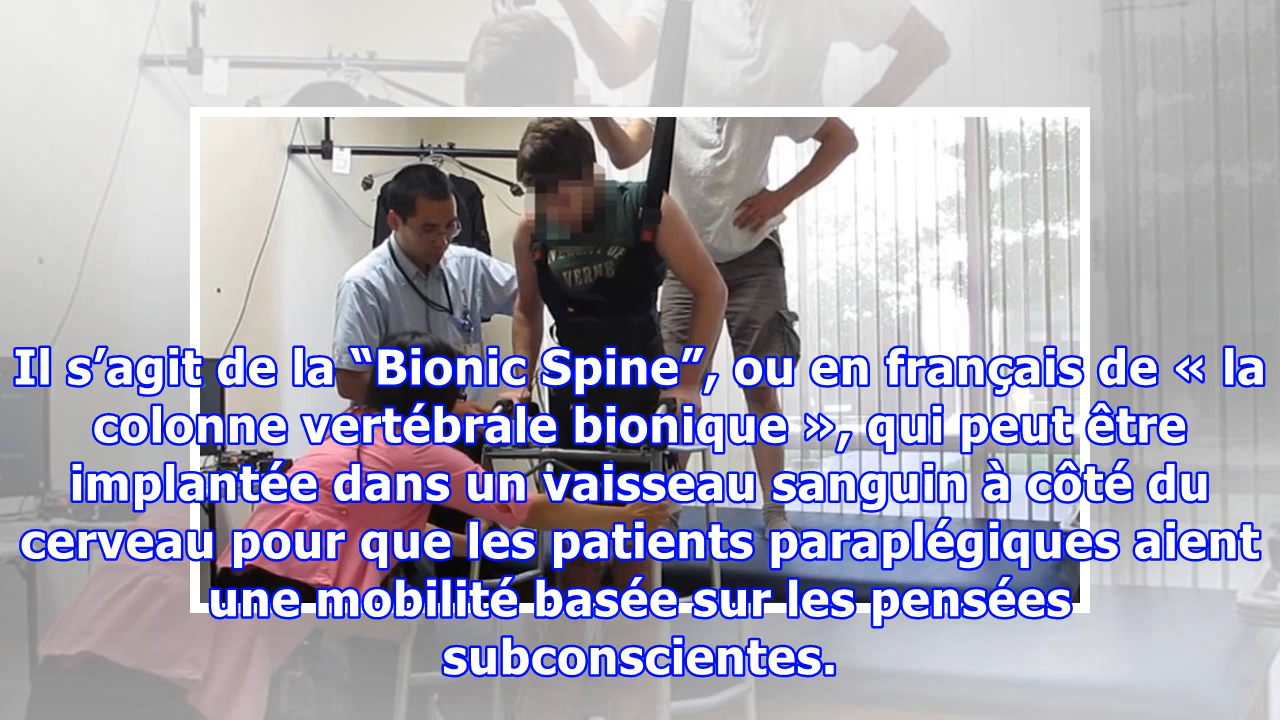 Il s’agit de la “Bionic Spine”, ou en français de « la
colonne vertébrale bionique », qui peut être
implantée dans un vaisseau sanguin à côté du
cerveau pour que les patients paraplégiques aient
une mobilité basée sur les pensées
subconscientes.
OF
VERNE